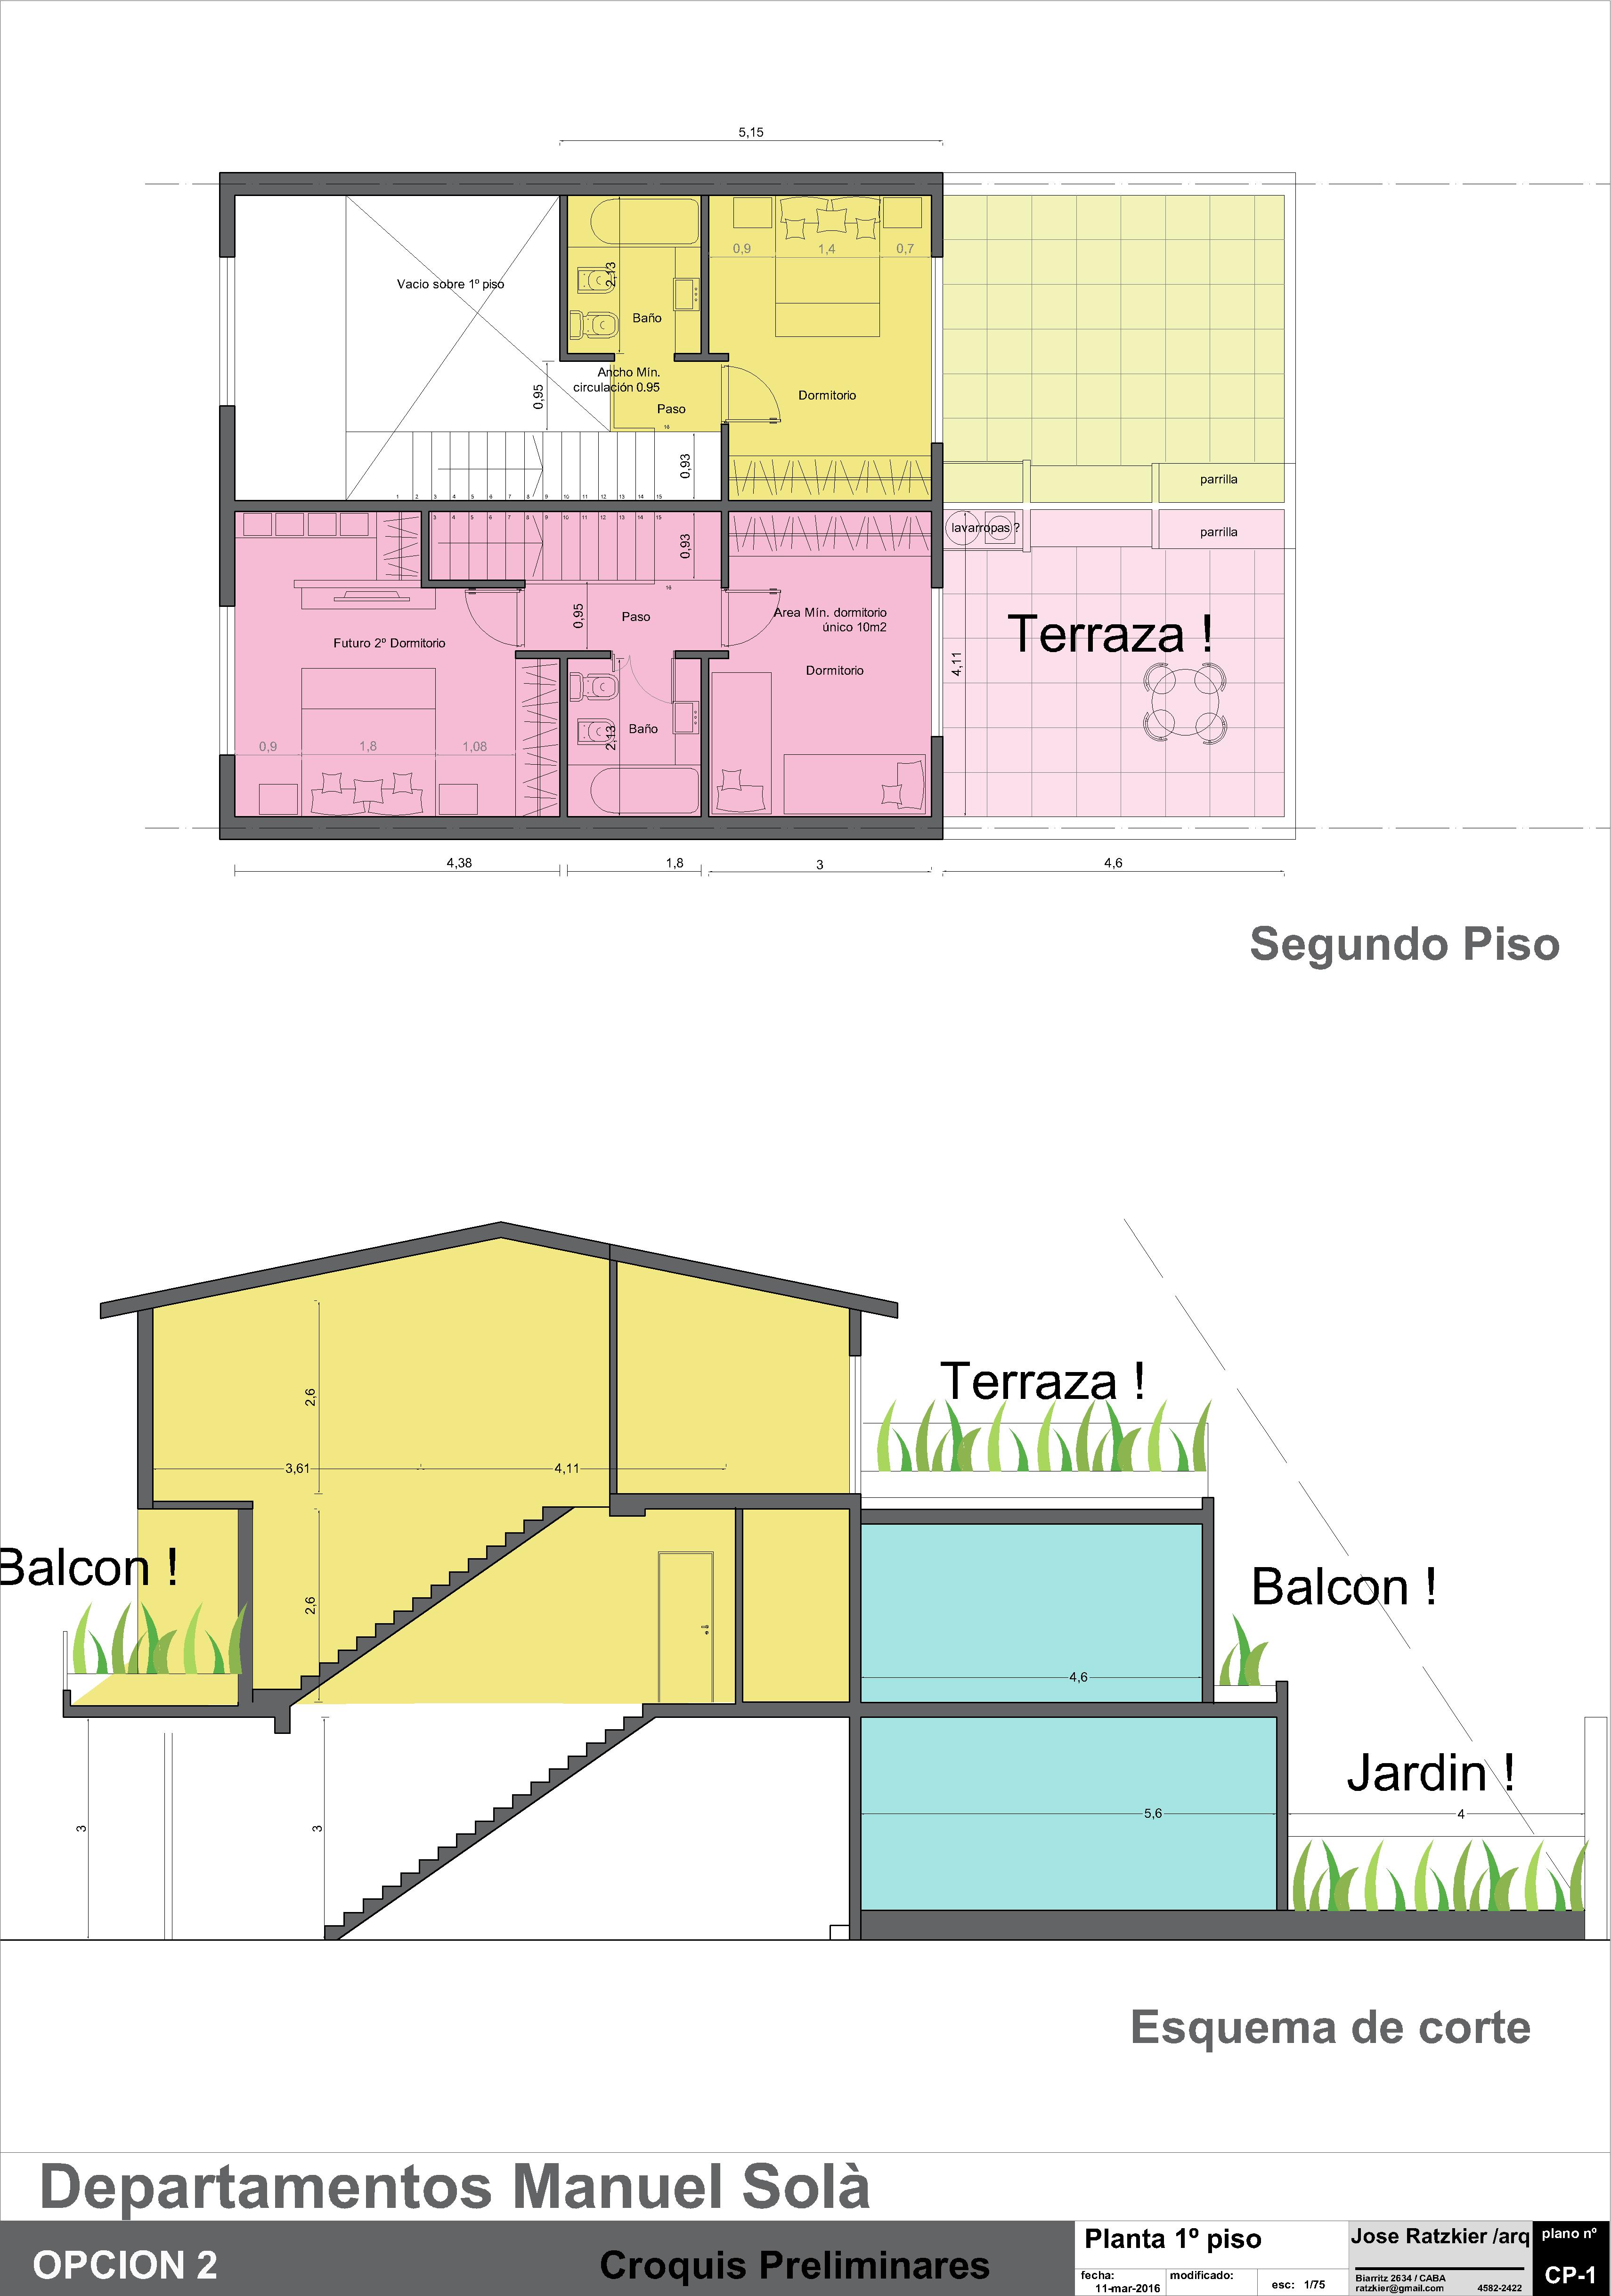 5,15
Vacio sobre 1º piso
0,9
1,4
0,7
2,13
Baño
Ancho Mín.
circulación 0.95
0,95
Paso
Dormitorio
16
0,93
parrilla
1 2 3 4 5 6 7 8 9 10 11 12 13 14 15
3 4 5 6 7 8 9 10 11 12 13 14 15
lavarropas ?
parrilla
0,93
16
0,95
Paso
Area Mín. dormitorio
único 10m2
Terraza !
Futuro 2º Dormitorio
Dormitorio
4,11
0,9
1,8
1,08
2,13
Baño
4,38
1,8
3
4,6
Segundo Piso
Terraza !
2,6
3,61
4,11
Balcon !
2,6
Balcon !
4,6
Jardin !
3
3
5,6
4
Esquema de corte
Departamentos Manuel Solà
OPCION 2
Croquis Preliminares
Planta 1º piso
fecha:
11-mar-2016
modificado:
esc: 1/75
Jose Ratzkier /arq
Biarritz 2634 / CABA
ratzkier@gmail.com 4582-2422
plano nº
CP-1